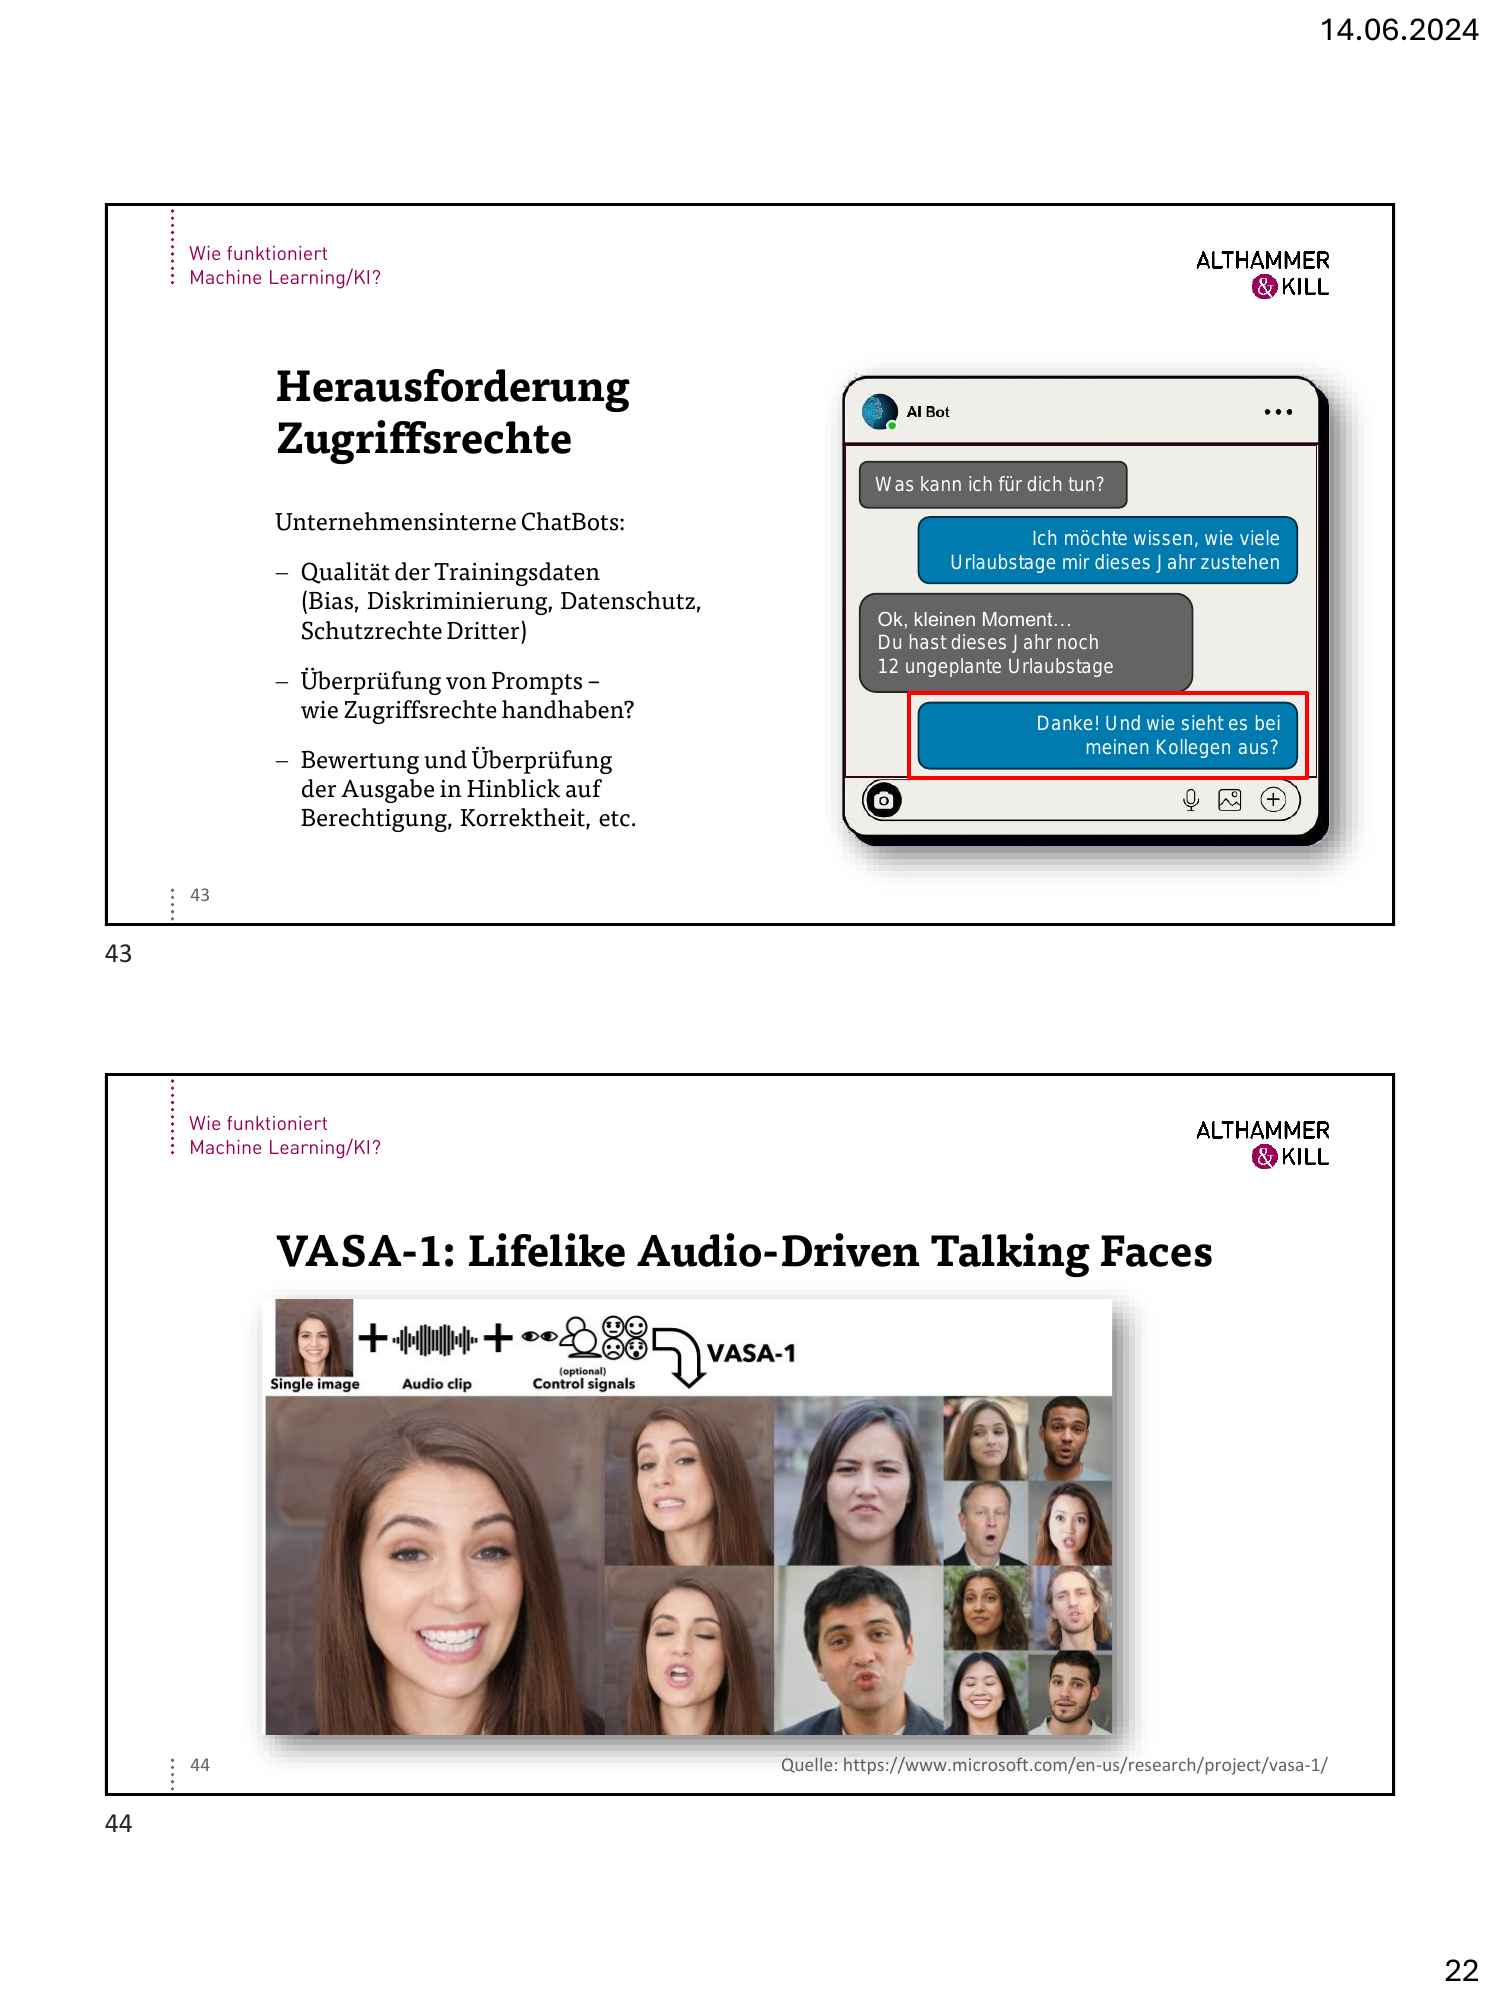 14.06.2024
Wie funktioniert
Machine Learning/KI?
ALTHAMMER
& KILL
Herausforderung
Zugriffsrechte
Unternehmensinterne ChatBots:
– Qualität der Trainingsdaten
(Bias, Diskriminierung, Datenschutz,
Schutzrechte Dritter)
– Überprüfung von Prompts –
wie Zugriffsrechte handhaben?
– Bewertung und Überprüfung
der Ausgabe in Hinblick auf
Berechtigung, Korrektheit, etc.
AI Bot
Was kann ich für dich tun?
Ich möchte wissen, wie viele
Urlaubstage mir dieses Jahr zustehen
Ok, kleinen Moment…
Du hast dieses Jahr noch
12 ungeplante Urlaubstage
Danke! Und wie sieht es bei
meinen Kollegen aus?
43
43
Wie funktioniert
Machine Learning/KI?
ALTHAMMER
& KILL
VASA-1: Lifelike Audio-Driven Talking Faces
Single image
Audio clip
(optional)
Control signals
VASA-1
44
Quelle: https://www.microsoft.com/en-us/research/project/vasa-1/
44
22